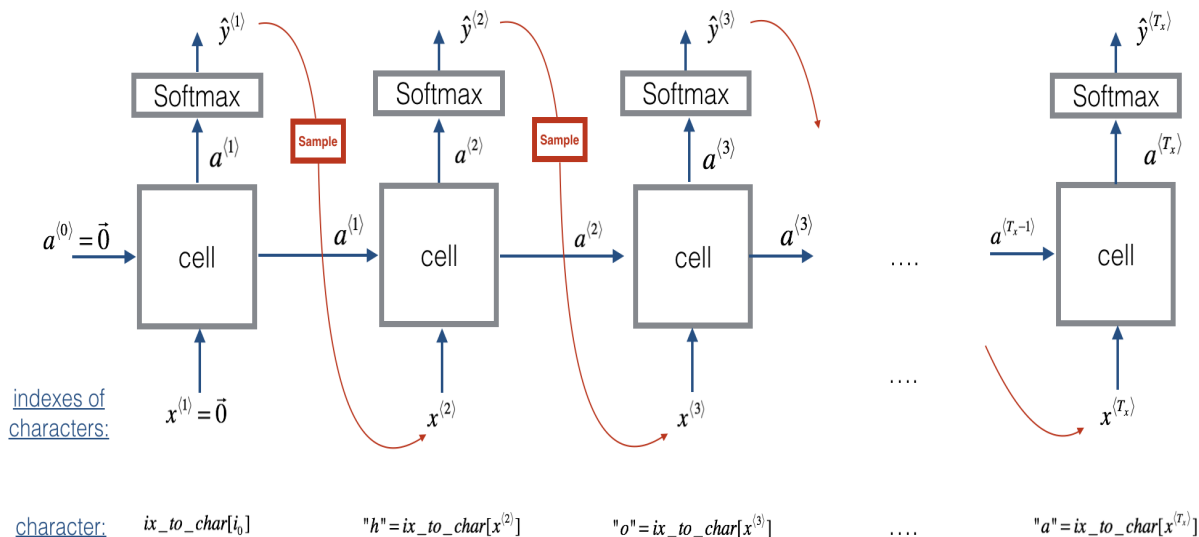 ŷ⟨1⟩ ŷ⟨2⟩ ŷ⟨3⟩ ŷ⟨Tₓ⟩
Softmax Softmax Softmax Softmax
Sample Sample
a⟨1⟩ a⟨2⟩ a⟨3⟩ a⟨Tₓ⟩
a⟨0⟩ = 0⃗ a⟨1⟩ a⟨2⟩ a⟨3⟩ a⟨Tₓ−1⟩
cell cell cell .... cell
....
indexes of
characters:
x⟨1⟩ = 0⃗ x⟨2⟩ x⟨3⟩ x⟨Tₓ⟩
character: ix_to_char[i₀] "h" = ix_to_char[x⟨2⟩] "o" = ix_to_char[x⟨3⟩] .... "a" = ix_to_char[x⟨Tₓ⟩]